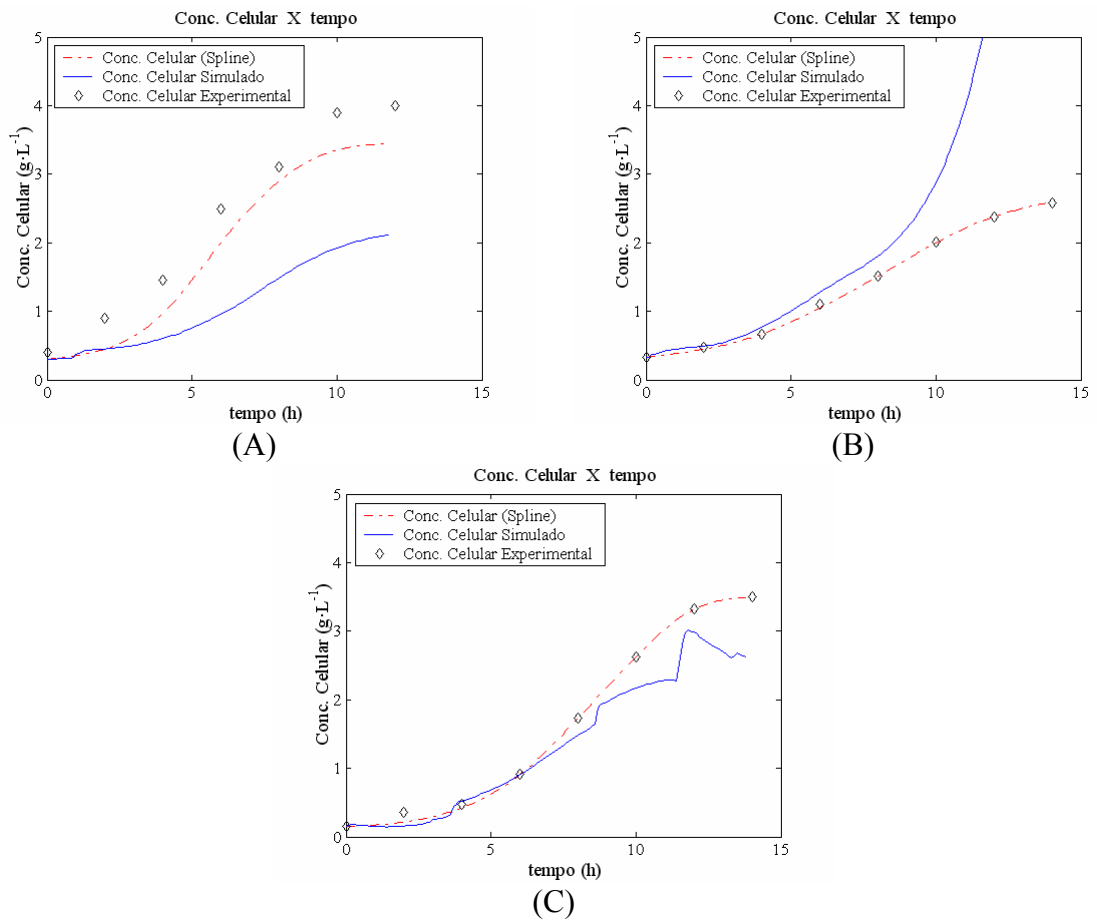 Conc. Celular X tempo
Conc. Celular (Spline)
Conc. Celular Simulado
Conc. Celular Experimental
Conc. Celular (g·L⁻¹)
5
4
3
2
1
0
0 5 10 15
tempo (h)
(A)
Conc. Celular X tempo
Conc. Celular (Spline)
Conc. Celular Simulado
Conc. Celular Experimental
Conc. Celular (g·L⁻¹)
5
4
3
2
1
0
0 5 10 15
tempo (h)
(B)
Conc. Celular X tempo
Conc. Celular (Spline)
Conc. Celular Simulado
Conc. Celular Experimental
Conc. Celular (g·L⁻¹)
5
4
3
2
1
0
0 5 10 15
tempo (h)
(C)